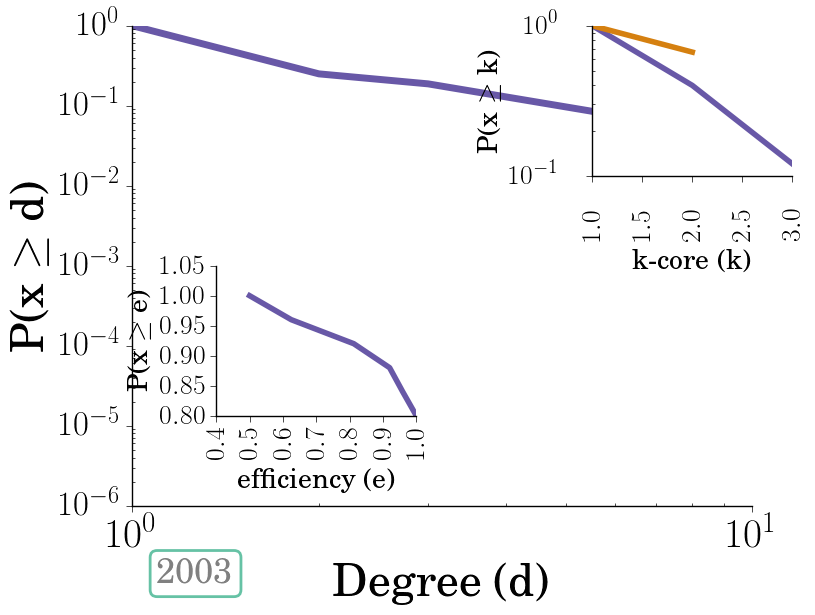 P(x ≥ d)
10^0
10^-1
10^-2
10^-3
10^-4
10^-5
10^-6
10^0
10^1
Degree (d)
2003
P(x ≥ k)
10^0
10^-1
1.0 1.5 2.0 2.5 3.0
k-core (k)
P(x ≥ e)
1.05
1.00
0.95
0.90
0.85
0.80
0.4 0.5 0.6 0.7 0.8 0.9 1.0
efficiency (e)